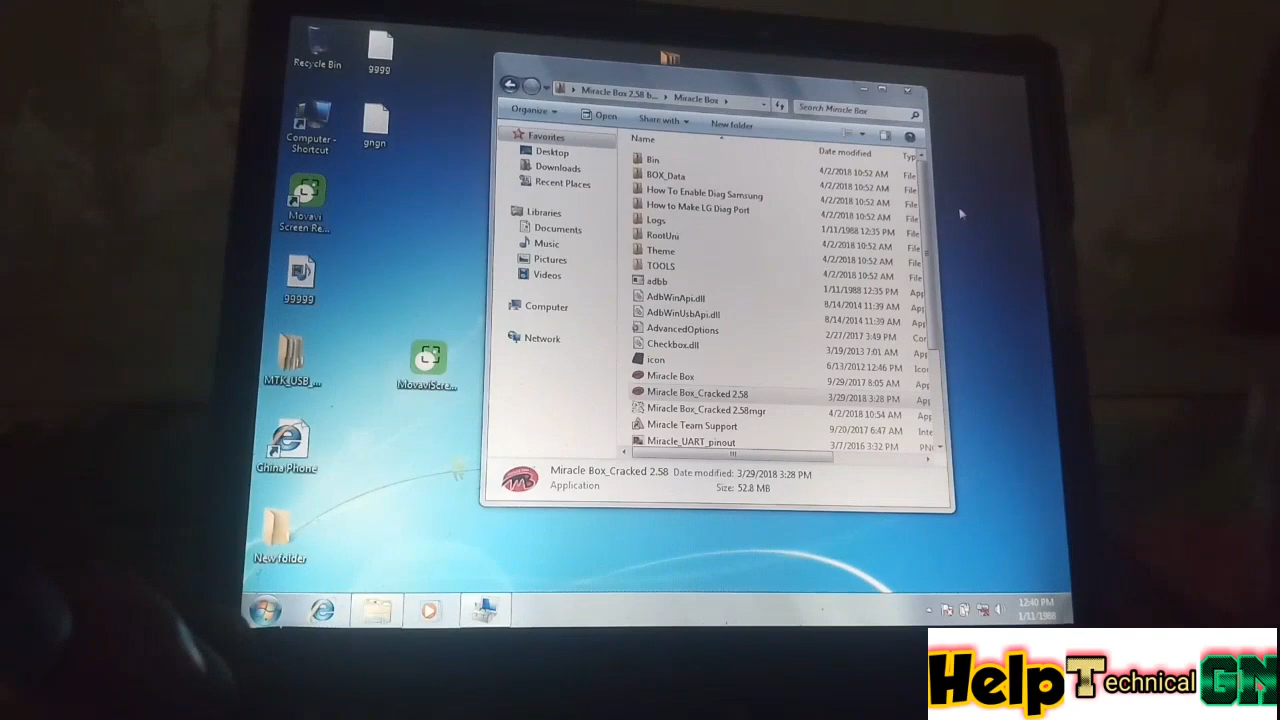 Recycle Bin
gggg
Computer - Shortcut
gngn
Movavi Screen Re...
99999
MTK_USB_...
MovaviScre...
China Phone
New folder
Miracle Box 2.58 b... Miracle Box
Search Miracle Box
Organize Open Share with New folder
Favorites
Desktop
Downloads
Recent Places
Libraries
Documents
Music
Pictures
Videos
Computer
Network
Name Date modified Typ
Bin 4/2/2018 10:52 AM File
BOX_Data 4/2/2018 10:52 AM File
How To Enable Diag Samsung 4/2/2018 10:52 AM File
How to Make LG Diag Port 4/2/2018 10:52 AM File
Logs 1/11/1988 12:35 PM File
RootUni 4/2/2018 10:52 AM File
Theme 4/2/2018 10:52 AM File
TOOLS 4/2/2018 10:52 AM File
adbb 1/11/1988 12:35 PM App
AdbWinApi.dll 8/14/2014 11:39 AM App
AdbWinUsbApi.dll 8/14/2014 11:39 AM App
AdvancedOptions 2/27/2017 3:49 PM Cor
Checkbox.dll 3/19/2013 7:01 AM App
icon 6/13/2012 12:46 PM Ico
Miracle Box 9/29/2017 8:05 AM App
Miracle Box_Cracked 2.58 3/29/2018 3:28 PM App
Miracle Box_Cracked 2.58mgr 4/2/2018 10:54 AM App
Miracle Team Support 9/20/2017 6:47 AM Inte
Miracle_UART_pinout 3/7/2016 3:32 PM PNG
Miracle Box_Cracked 2.58 Date modified: 3/29/2018 3:28 PM
Application Size: 52.8 MB
12:40 PM
1/11/1988
Help Technical GN